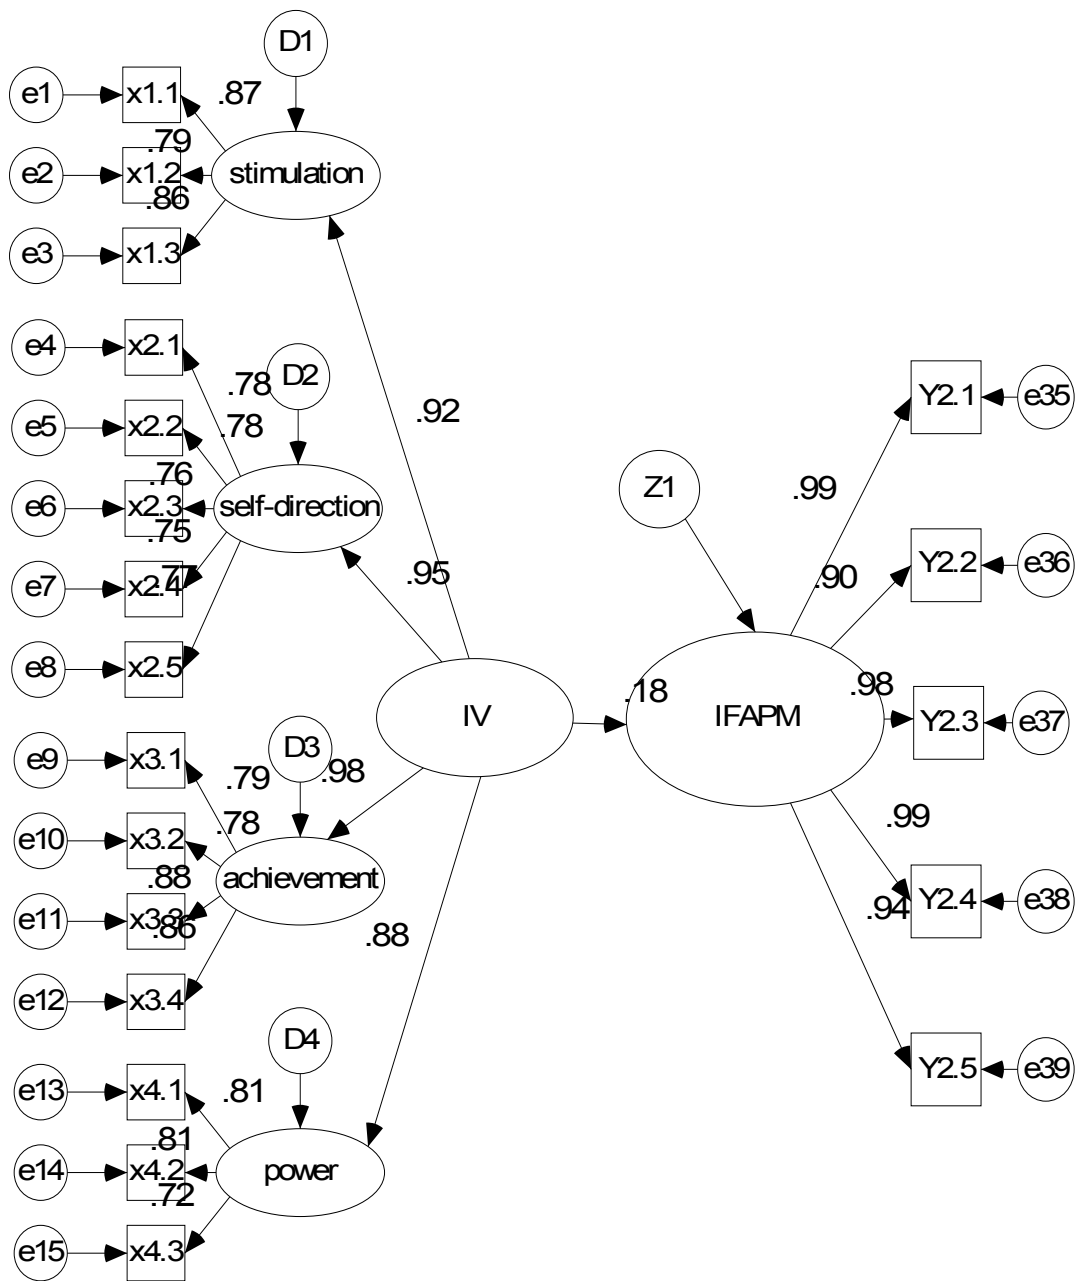 D1
e1
x1.1
.87
.79
e2
x1.2
stimulation
.86
e3
x1.3
e4
x2.1
.78
D2
.78
.92
e5
x2.2
.76
e6
x2.3
self-direction
.75
.77
.95
e7
x2.4
e8
x2.5
Y2.1
e35
Z1
.99
Y2.2
e36
.90
IV
.18
IFAPM
.98
Y2.3
e37
e9
x3.1
.79
D3
.98
.78
e10
x3.2
.88
achievement
e11
x3.3
.86
.88
e12
x3.4
.99
Y2.4
e38
.94
D4
Y2.5
e39
e13
x4.1
.81
.81
e14
x4.2
power
.72
e15
x4.3